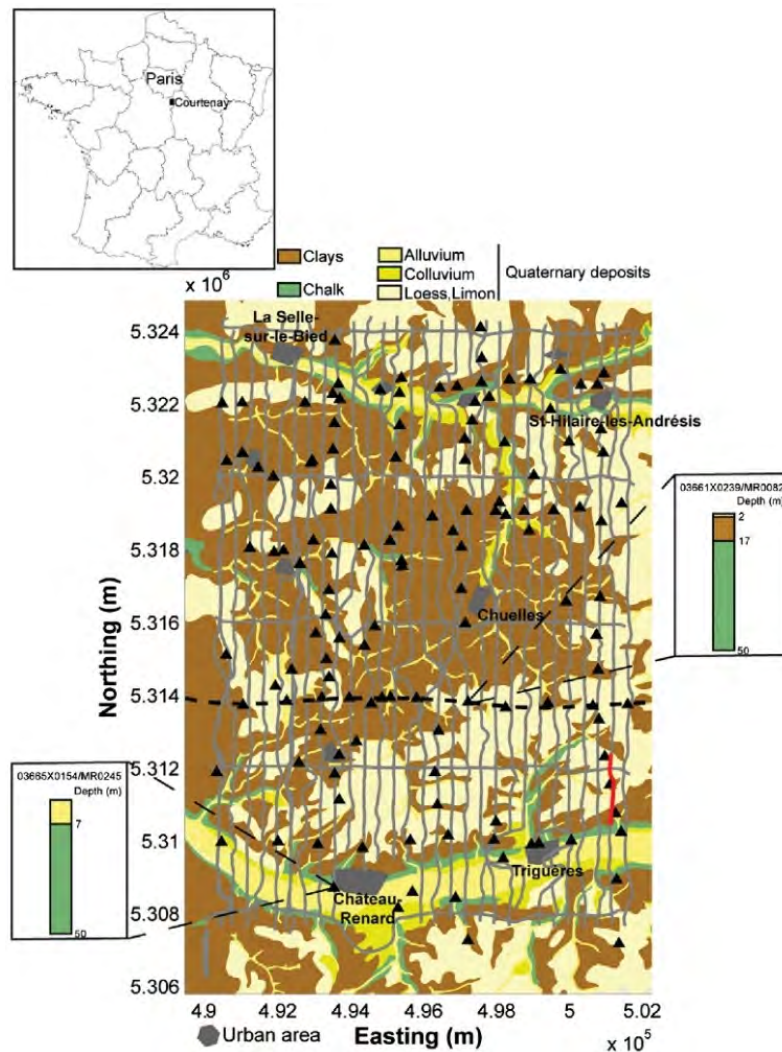 Paris
Courtenay
Clays
Alluvium
Colluvium
Quaternary deposits
Chalk
Loess,Limon
x 10⁶
La Selle-
sur-le-Bied
5.324
5.322
St-Hilaire-les-Andrésis
5.32
03661X0239/MR0082
Depth (m)
2
17
50
5.318
Chuelles
5.316
Northing (m)
5.314
5.312
03665X0154/MR0245
Depth (m)
7
50
5.31
Triguères
Château-
Renard
5.308
5.306
4.9
4.92
4.94
4.96
4.98
5
5.02
Urban area
Easting (m)
x 10⁵